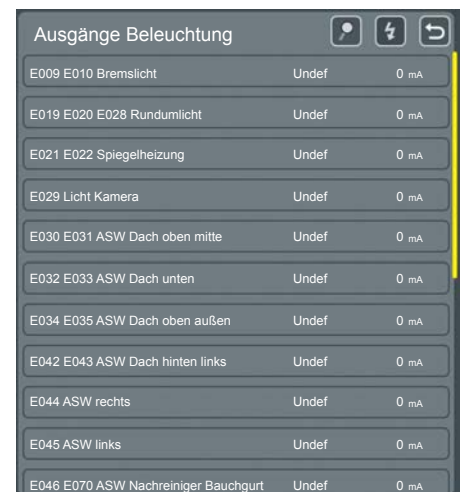 Ausgänge Beleuchtung
E009 E010 Bremslicht Undef 0 mA
E019 E020 E028 Rundumlicht Undef 0 mA
E021 E022 Spiegelheizung Undef 0 mA
E029 Licht Kamera Undef 0 mA
E030 E031 ASW Dach oben mitte Undef 0 mA
E032 E033 ASW Dach unten Undef 0 mA
E034 E035 ASW Dach oben außen Undef 0 mA
E042 E043 ASW Dach hinten links Undef 0 mA
E044 ASW rechts Undef 0 mA
E045 ASW links Undef 0 mA
E046 E070 ASW Nachreiniger Bauchgurt Undef 0 mA